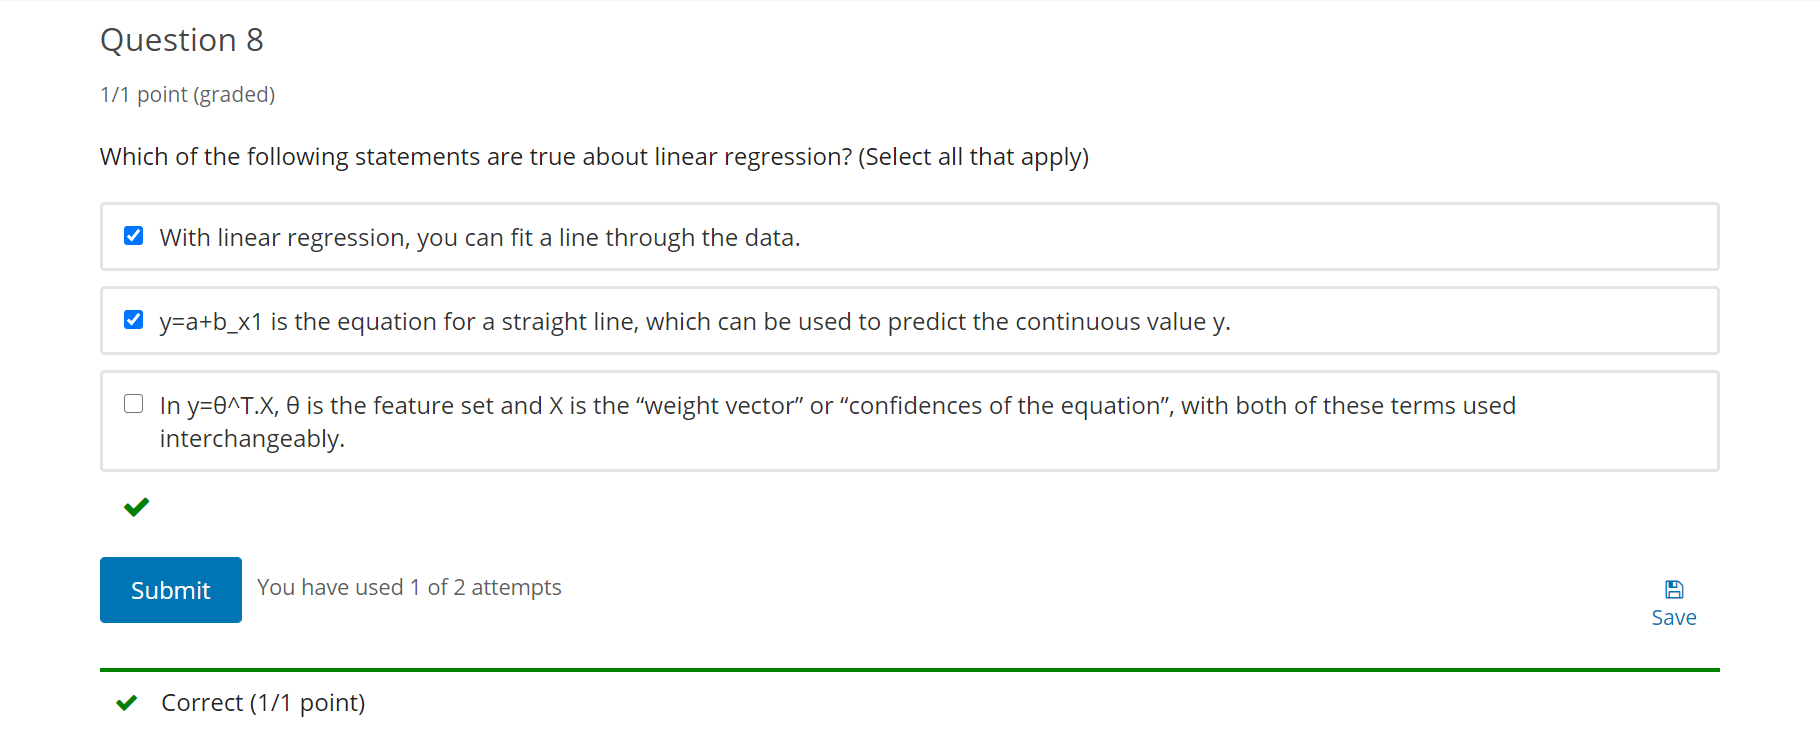 Question 8
1/1 point (graded)
Which of the following statements are true about linear regression? (Select all that apply)
With linear regression, you can fit a line through the data.
y=a+b_x1 is the equation for a straight line, which can be used to predict the continuous value y.
In y=θ^T.X, θ is the feature set and X is the “weight vector” or “confidences of the equation”, with both of these terms used
interchangeably.
Submit
You have used 1 of 2 attempts
Save
Correct (1/1 point)